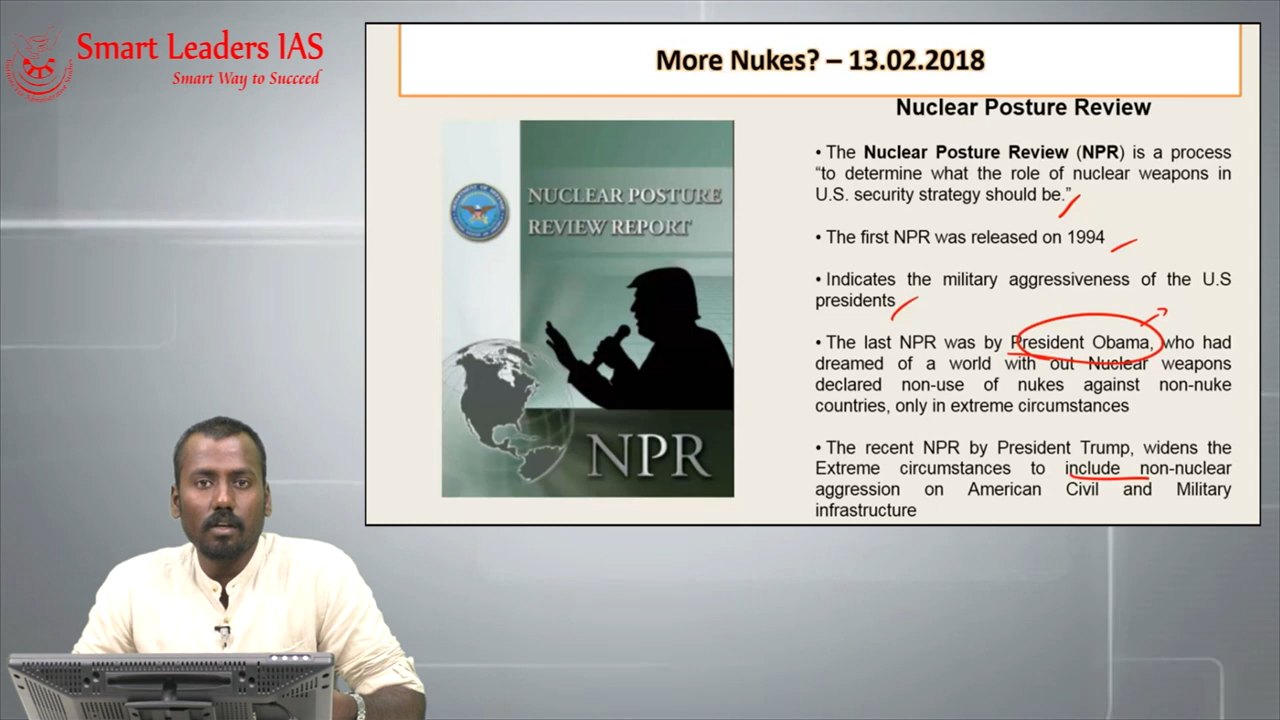 Smart Leaders IAS
Smart Way to Succeed
More Nukes? – 13.02.2018
Nuclear Posture Review
NUCLEAR POSTURE
REVIEW REPORT
NPR
• The Nuclear Posture Review (NPR) is a process
“to determine what the role of nuclear weapons in
U.S. security strategy should be.”
• The first NPR was released on 1994
• Indicates the military aggressiveness of the U.S
presidents
• The last NPR was by President Obama, who had
dreamed of a world with out Nuclear weapons
declared non-use of nukes against non-nuke
countries, only in extreme circumstances
• The recent NPR by President Trump, widens the
Extreme circumstances to include non-nuclear
aggression on American Civil and Military
infrastructure